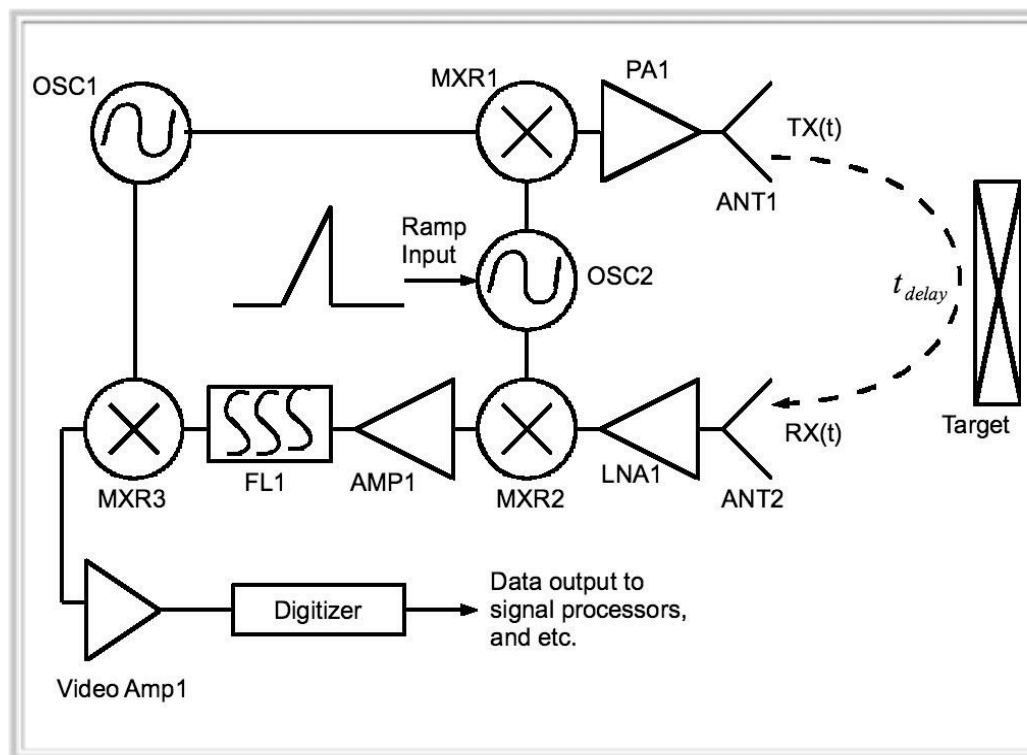 OSC1
MXR1
PA1
TX(t)
ANT1
Ramp
Input
OSC2
t delay
Target
RX(t)
MXR3
FL1
AMP1
MXR2
LNA1
ANT2
Digitizer
Data output to
signal processors,
and etc.
Video Amp1